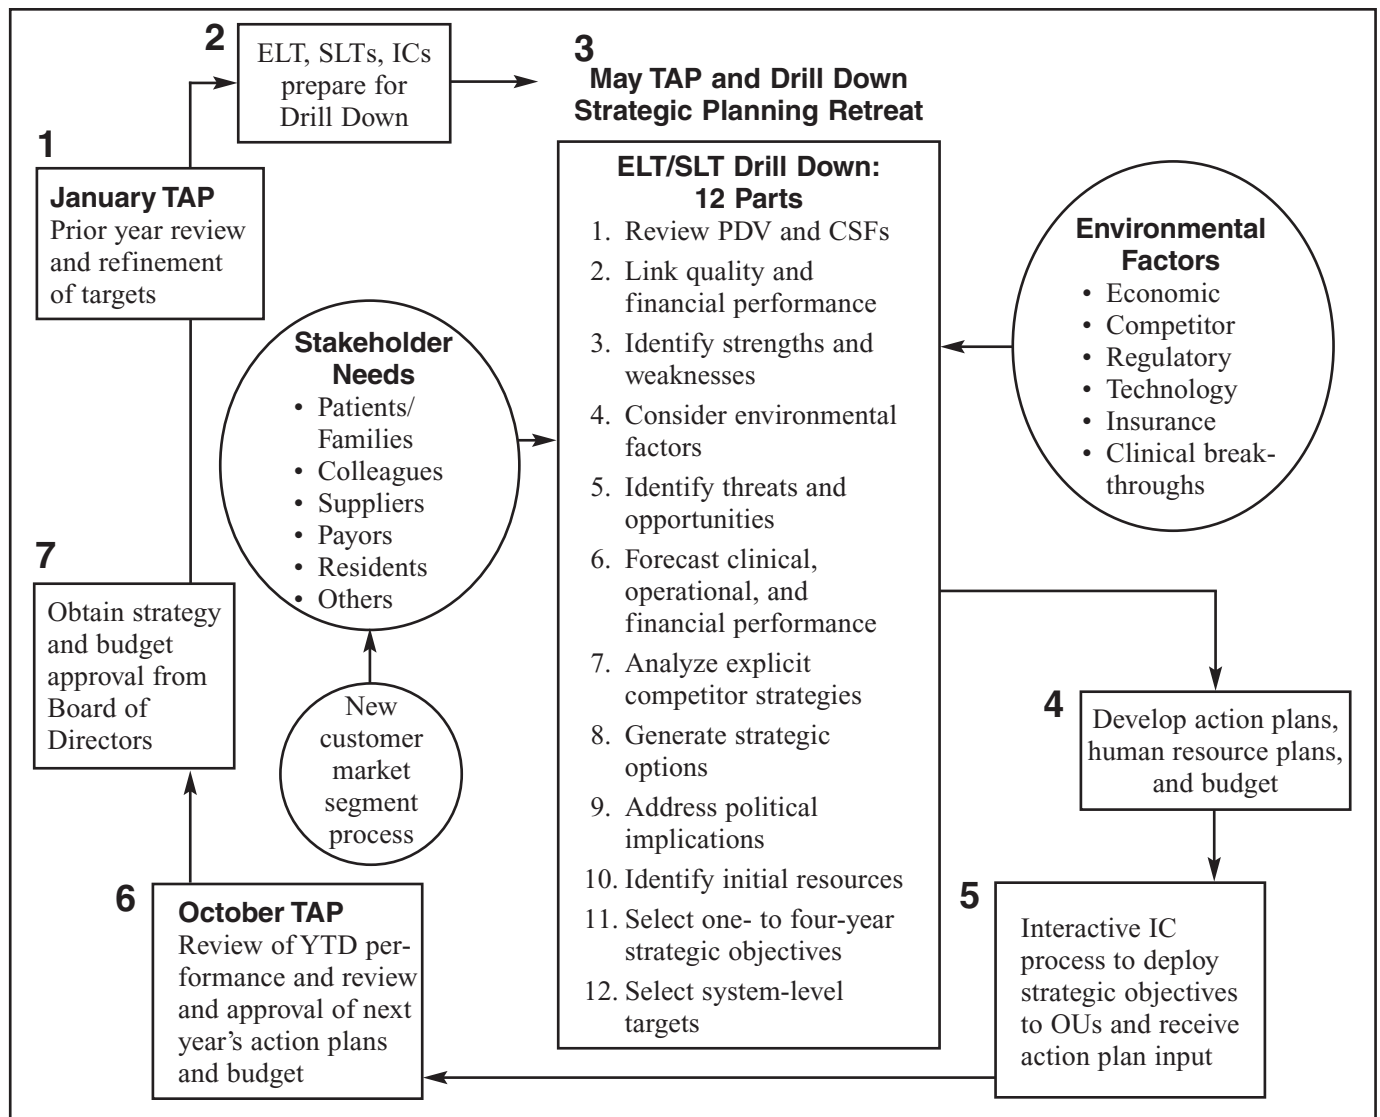 1
January TAP
Prior year review
and refinement
of targets
2
ELT, SLTs, ICs
prepare for
Drill Down
3
May TAP and Drill Down
Strategic Planning Retreat
ELT/SLT Drill Down:
12 Parts
1. Review PDV and CSFs
2. Link quality and
financial performance
3. Identify strengths and
weaknesses
4. Consider environmental
factors
5. Identify threats and
opportunities
6. Forecast clinical,
operational, and
financial performance
7. Analyze explicit
competitor strategies
8. Generate strategic
options
9. Address political
implications
10. Identify initial resources
11. Select one- to four-year
strategic objectives
12. Select system-level
targets
Stakeholder
Needs
• Patients/
Families
• Colleagues
• Suppliers
• Payors
• Residents
• Others
New
customer
market
segment
process
Environmental
Factors
• Economic
• Competitor
• Regulatory
• Technology
• Insurance
• Clinical break-
throughs
4
Develop action plans,
human resource plans,
and budget
5
Interactive IC
process to deploy
strategic objectives
to OUs and receive
action plan input
6
October TAP
Review of YTD per-
formance and review
and approval of next
year’s action plans
and budget
7
Obtain strategy
and budget
approval from
Board of
Directors